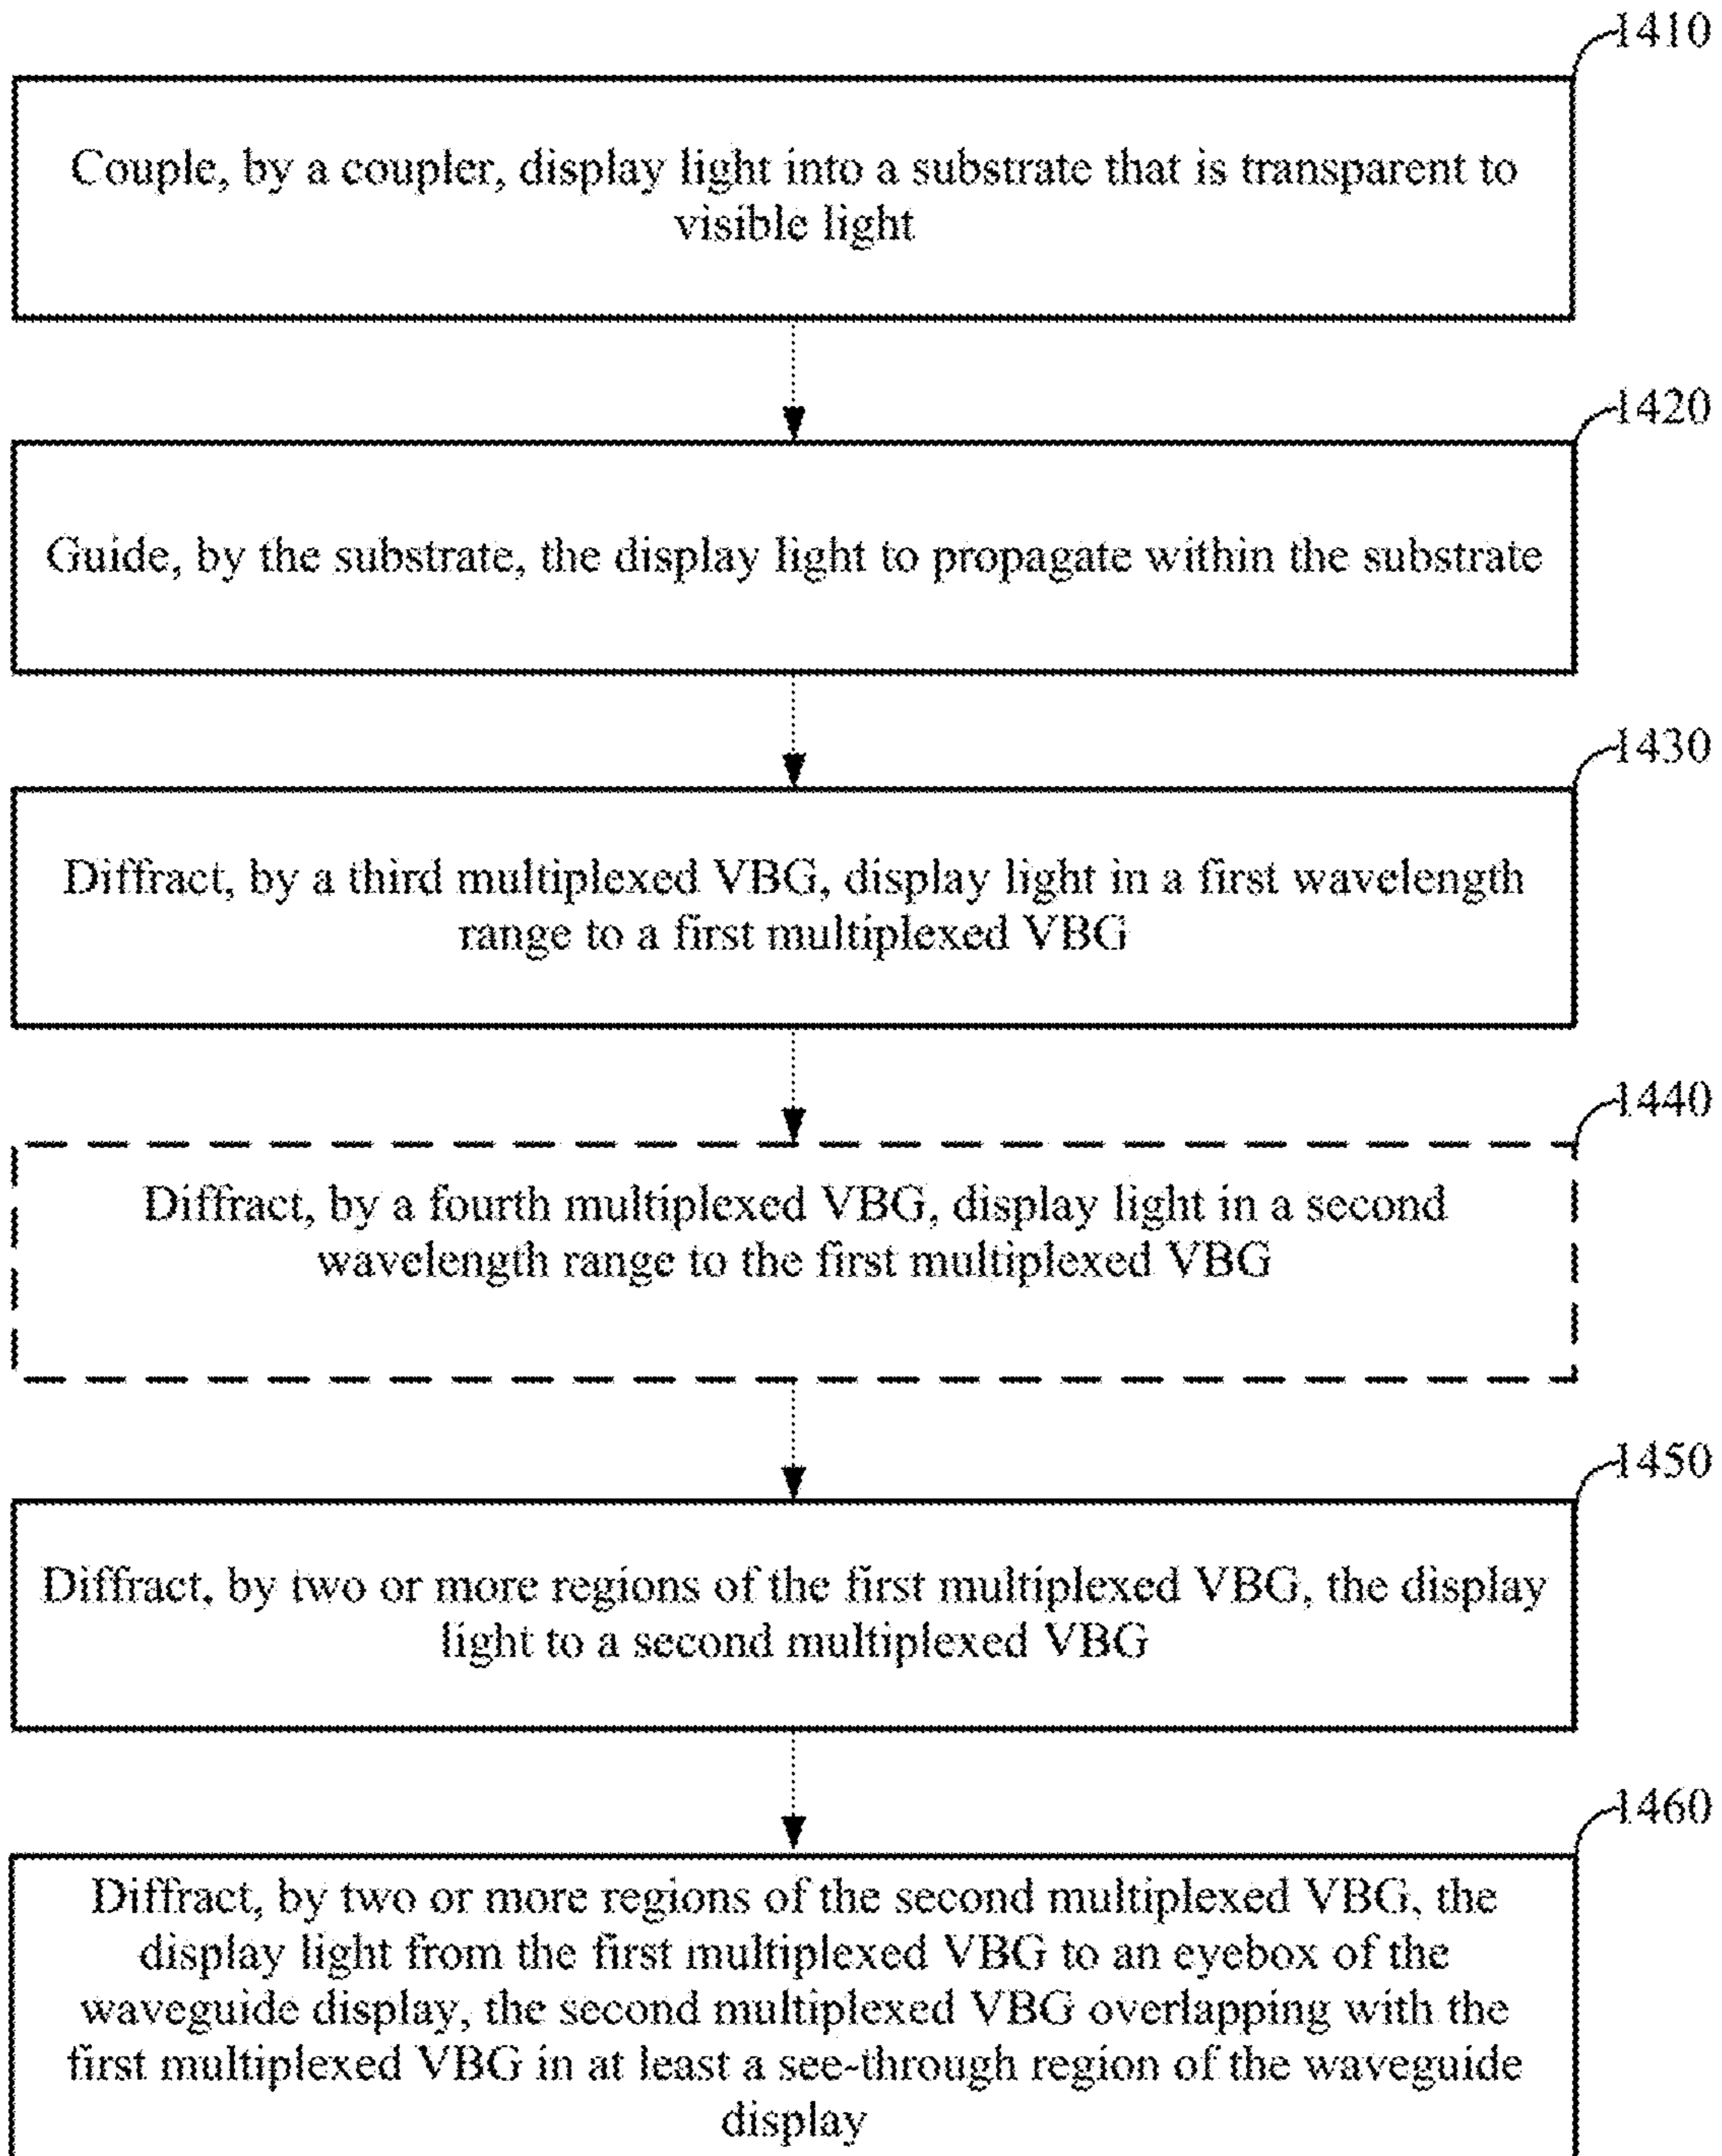 1410
Couple, by a coupler, display light into a substrate that is transparent to
visible light
1420
Guide, by the substrate, the display light to propagate within the substrate
1430
Diffract, by a third multiplexed VBG, display light in a first wavelength
range to a first multiplexed VBG
1440
Diffract, by a fourth multiplexed VBG, display light in a second
wavelength range to the first multiplexed VBG
1450
Diffract, by two or more regions of the first multiplexed VBG, the display
light to a second multiplexed VBG
1460
Diffract, by two or more regions of the second multiplexed VBG, the
display light from the first multiplexed VBG to an eyebox of the
waveguide display, the second multiplexed VBG overlapping with the
first multiplexed VBG in at least a see-through region of the waveguide
display